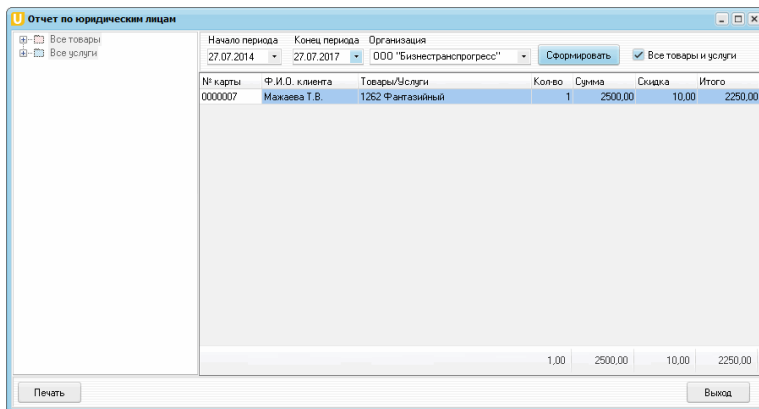 Отчет по юридическим лицам
Все товары
Все услуги
Начало периода Конец периода Организация
27.07.2014 27.07.2017 ООО "Бизнестранспрогресс" Сформировать Все товары и услуги
№ карты Ф.И.О. клиента Товары/Услуги Кол-во Сумма Скидка Итого
0000007 Мажаева Т.В. 1262 Фантазийный 1 2500,00 10,00 2250,00
1,00 2500,00 10,00 2250,00
Печать Выход